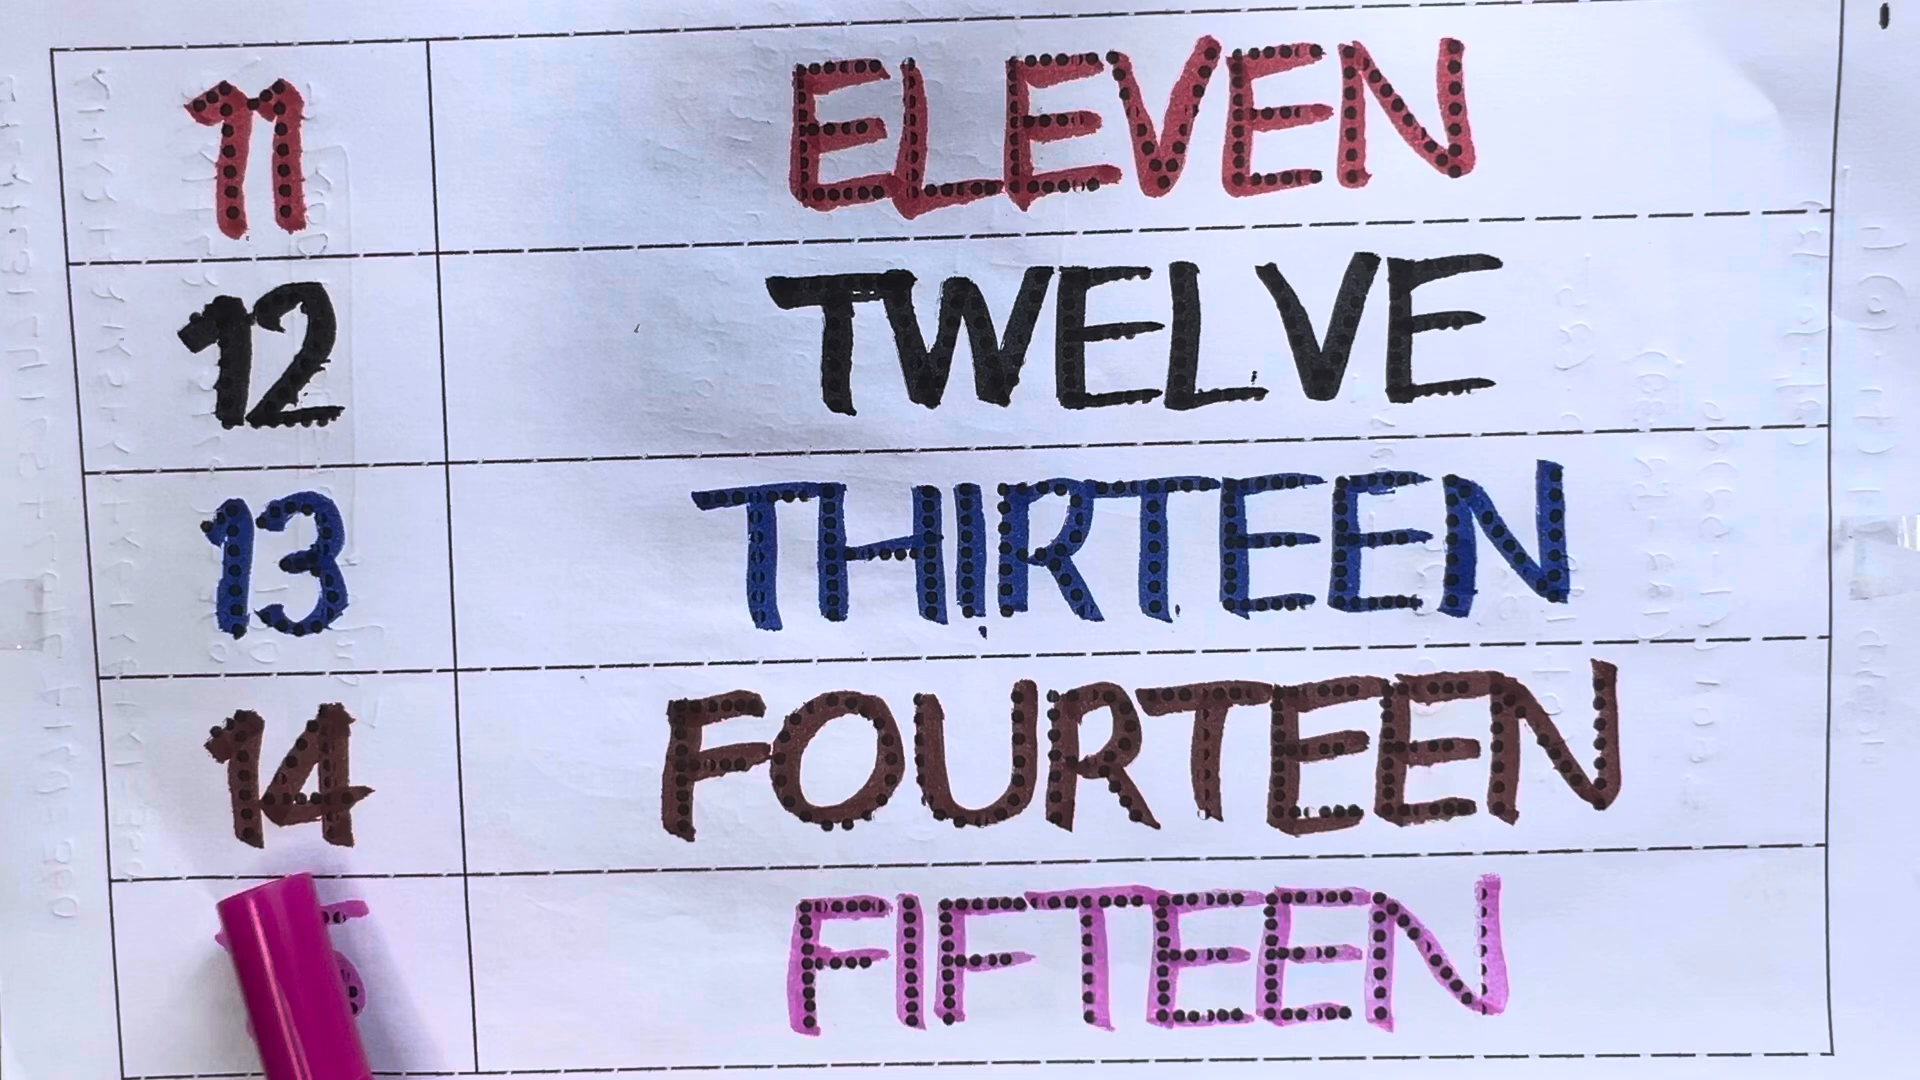 11 ELEVEN
12 TWELVE
13 THIRTEEN
14 FOURTEEN
FIFTEEN